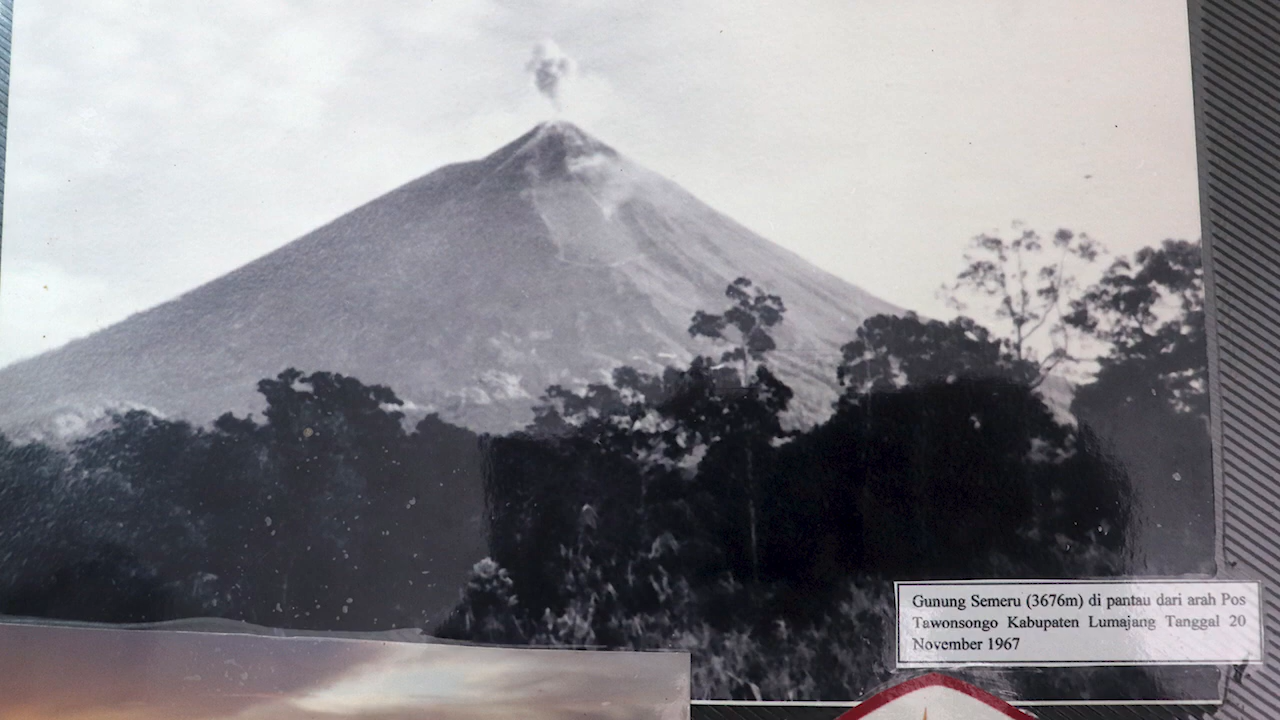 Gunung Semeru (3676m) di pantau dari arah Pos
Tawonsongo Kabupaten Lumajang Tanggal 20
November 1967